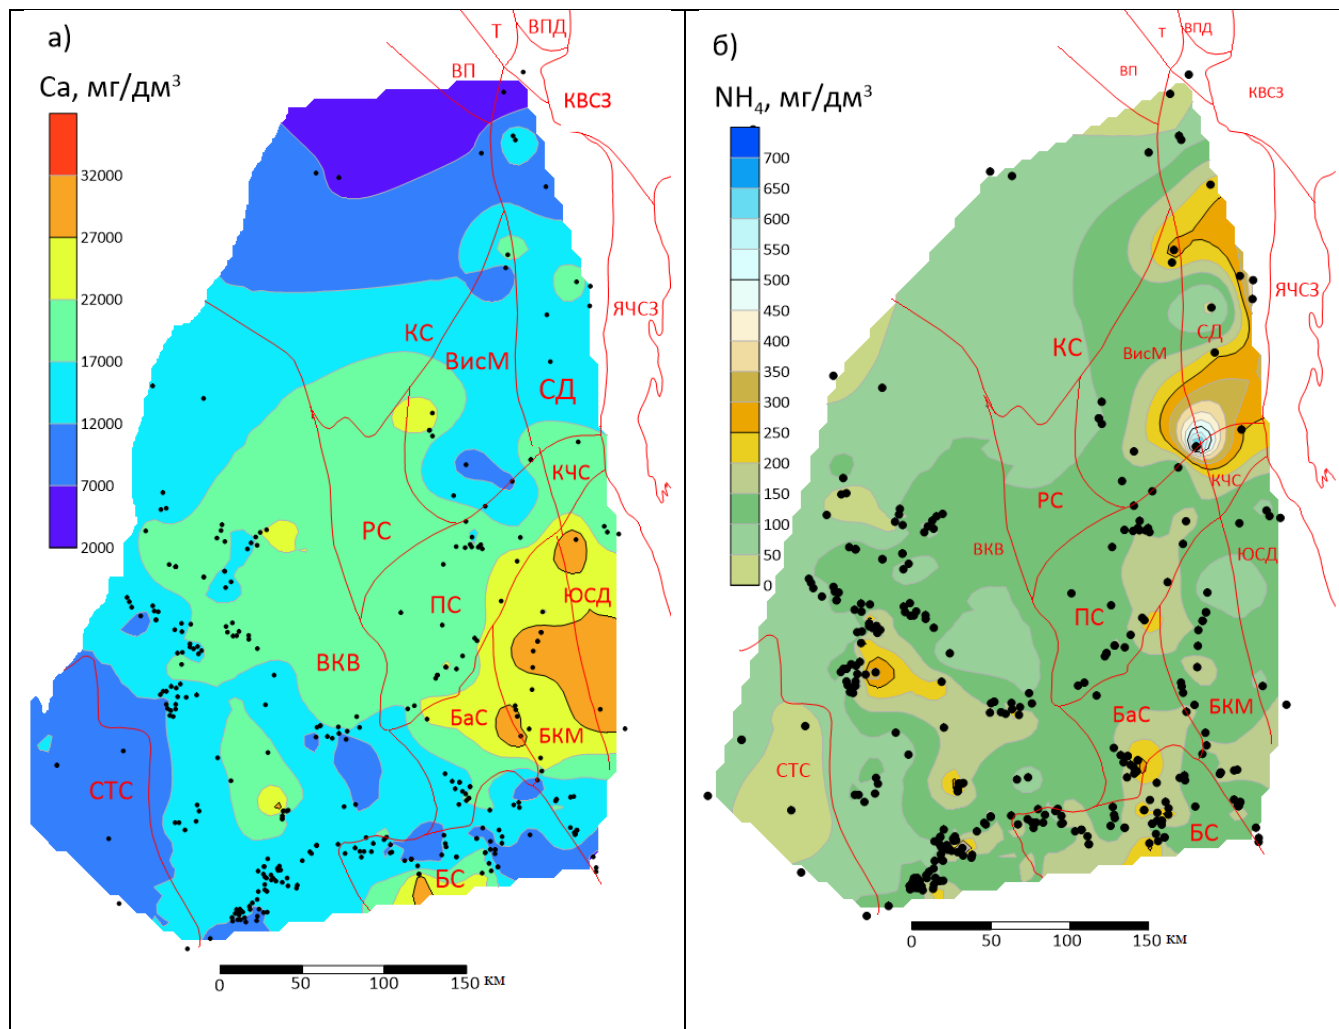 а)
Ca, мг/дм³
32000
27000
22000
17000
12000
7000
2000
Т
ВПД
ВП
КВСЗ
ЯЧСЗ
КС
ВисМ
СД
КЧС
РС
ПС
ЮСД
ВКВ
БаС
БКМ
СТС
БС
0
50
100
150 км
б)
NH₄, мг/дм³
700
650
600
550
500
450
400
350
300
250
200
150
100
50
0
Т
ВПД
ВП
КВСЗ
ЯЧСЗ
СД
КС
ВисМ
КЧС
РС
ВКВ
ЮСД
ПС
БаС
БКМ
СТС
БС
0
50
100
150 км